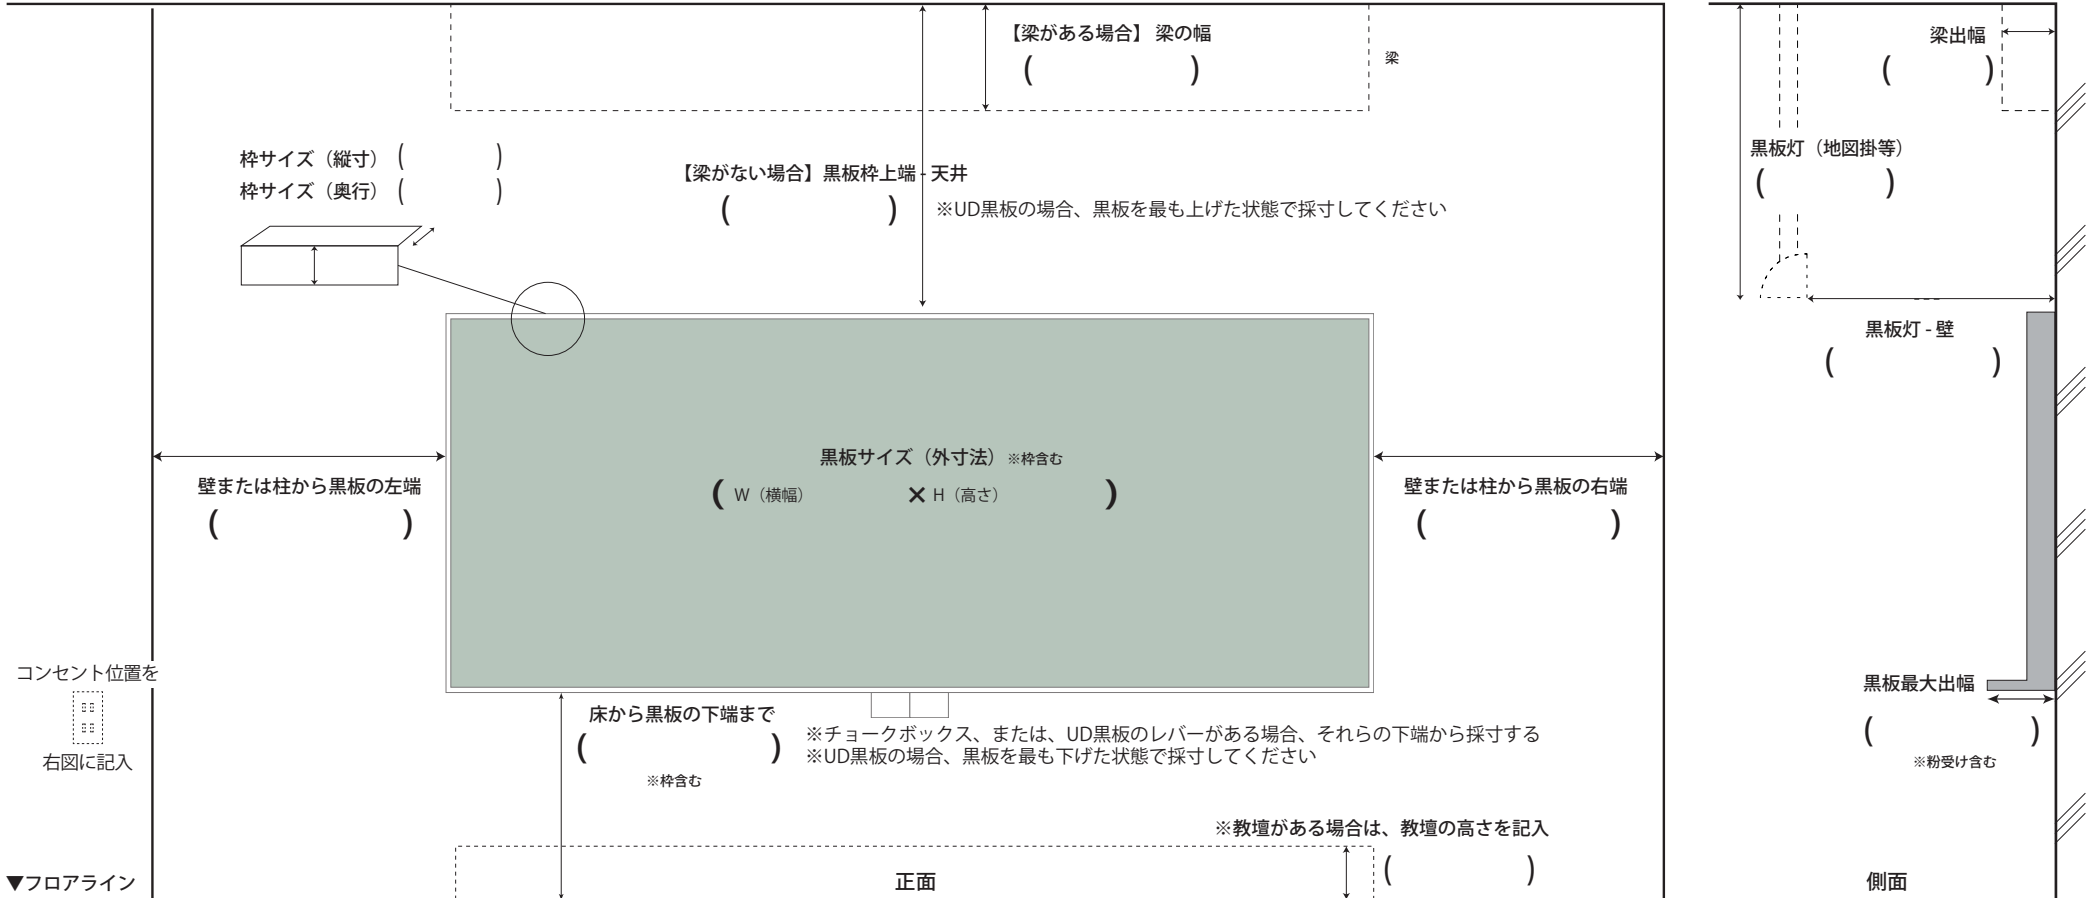 【梁がある場合】 梁の幅
(                )
梁
枠サイズ（縦寸） (          )
枠サイズ（奥行） (          )
【梁がない場合】黒板枠上端 - 天井
(                )
※UD黒板の場合、黒板を最も上げた状態で採寸してください
黒板サイズ（外寸法）※枠含む
( W（横幅）          × H（高さ）          )
壁または柱から黒板の左端
(                )
壁または柱から黒板の右端
(                )
コンセント位置を
右図に記入
床から黒板の下端まで
(                )
※枠含む
※チョークボックス、または、UD黒板のレバーがある場合、それらの下端から採寸する
※UD黒板の場合、黒板を最も下げた状態で採寸してください
※教壇がある場合は、教壇の高さを記入
(                )
▼フロアライン
正面
梁出幅
(          )
黒板灯（地図掛等）
(            )
黒板灯 - 壁
(                )
黒板最大出幅
(                )
※粉受け含む
側面